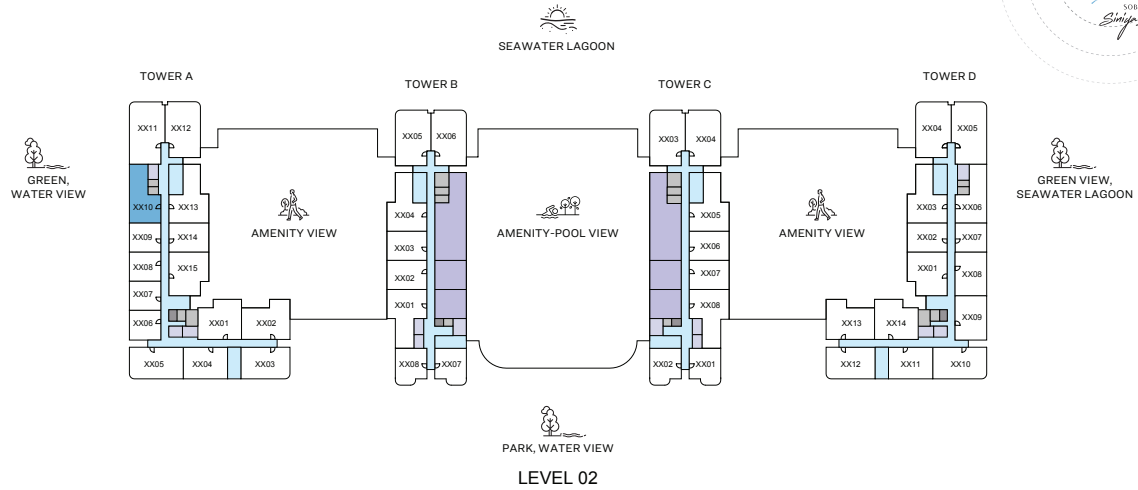 SOB
Siniya
SEAWATER LAGOON
TOWER A
TOWER B
TOWER C
TOWER D
XX11 XX12
XX05 XX06
XX03 XX04
XX04 XX05
GREEN,
WATER VIEW
GREEN VIEW,
SEAWATER LAGOON
XX10 XX13
XX04
XX05
XX03 XX06
AMENITY VIEW
AMENITY-POOL VIEW
AMENITY VIEW
XX09 XX14
XX03
XX06
XX02 XX07
XX08 XX15
XX02
XX07
XX01 XX08
XX07
XX01
XX08
XX06 XX01 XX02
XX13 XX14 XX09
XX05 XX04 XX03
XX08 XX07
XX02 XX01
XX12 XX11 XX10
PARK, WATER VIEW
LEVEL 02